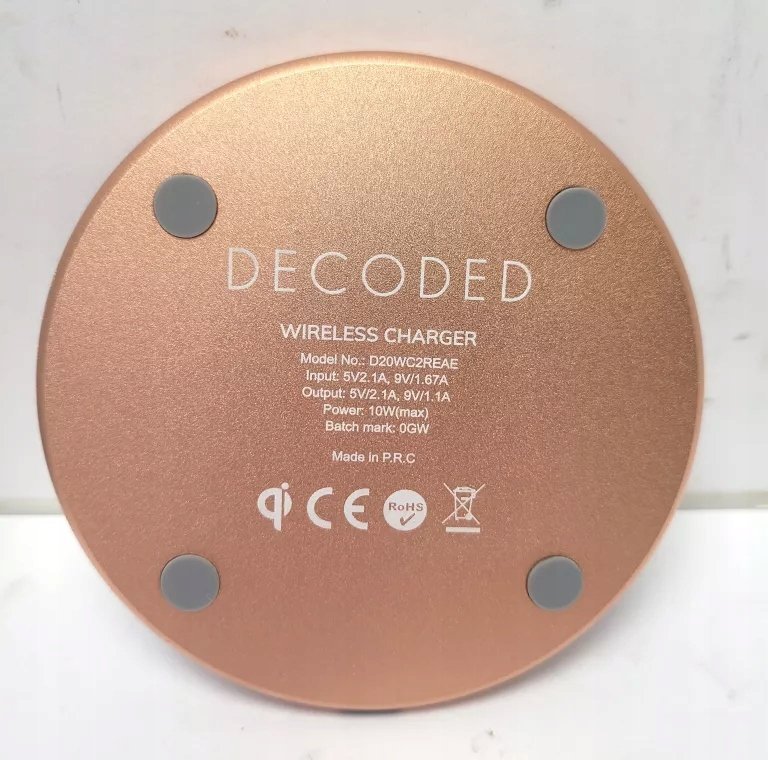 DECODED
WIRELESS CHARGER
Model No.: D20WC2REAE
Input: 5V2.1A, 9V/1.67A
Output: 5V/2.1A, 9V/1.1A
Power: 10W(max)
Batch mark: 0GW
Made in P.R.C
qi CE RoHS